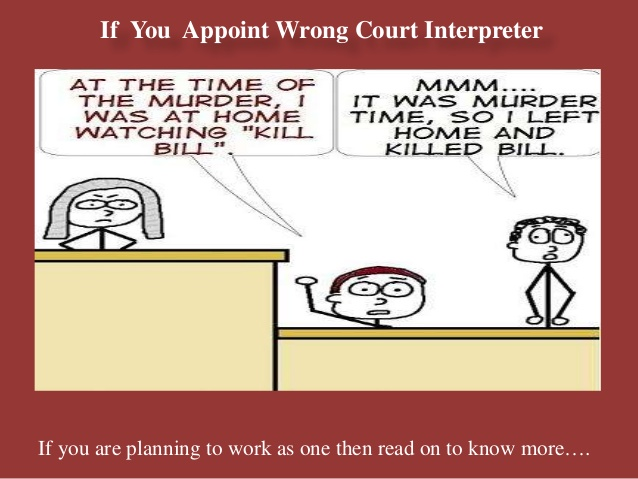 If You Appoint Wrong Court Interpreter
AT THE TIME OF
THE MURDER, I
WAS AT HOME
WATCHING "KILL
BILL".
MMM....
IT WAS MURDER
TIME, SO I LEFT
HOME AND
KILLED BILL.
If you are planning to work as one then read on to know more….